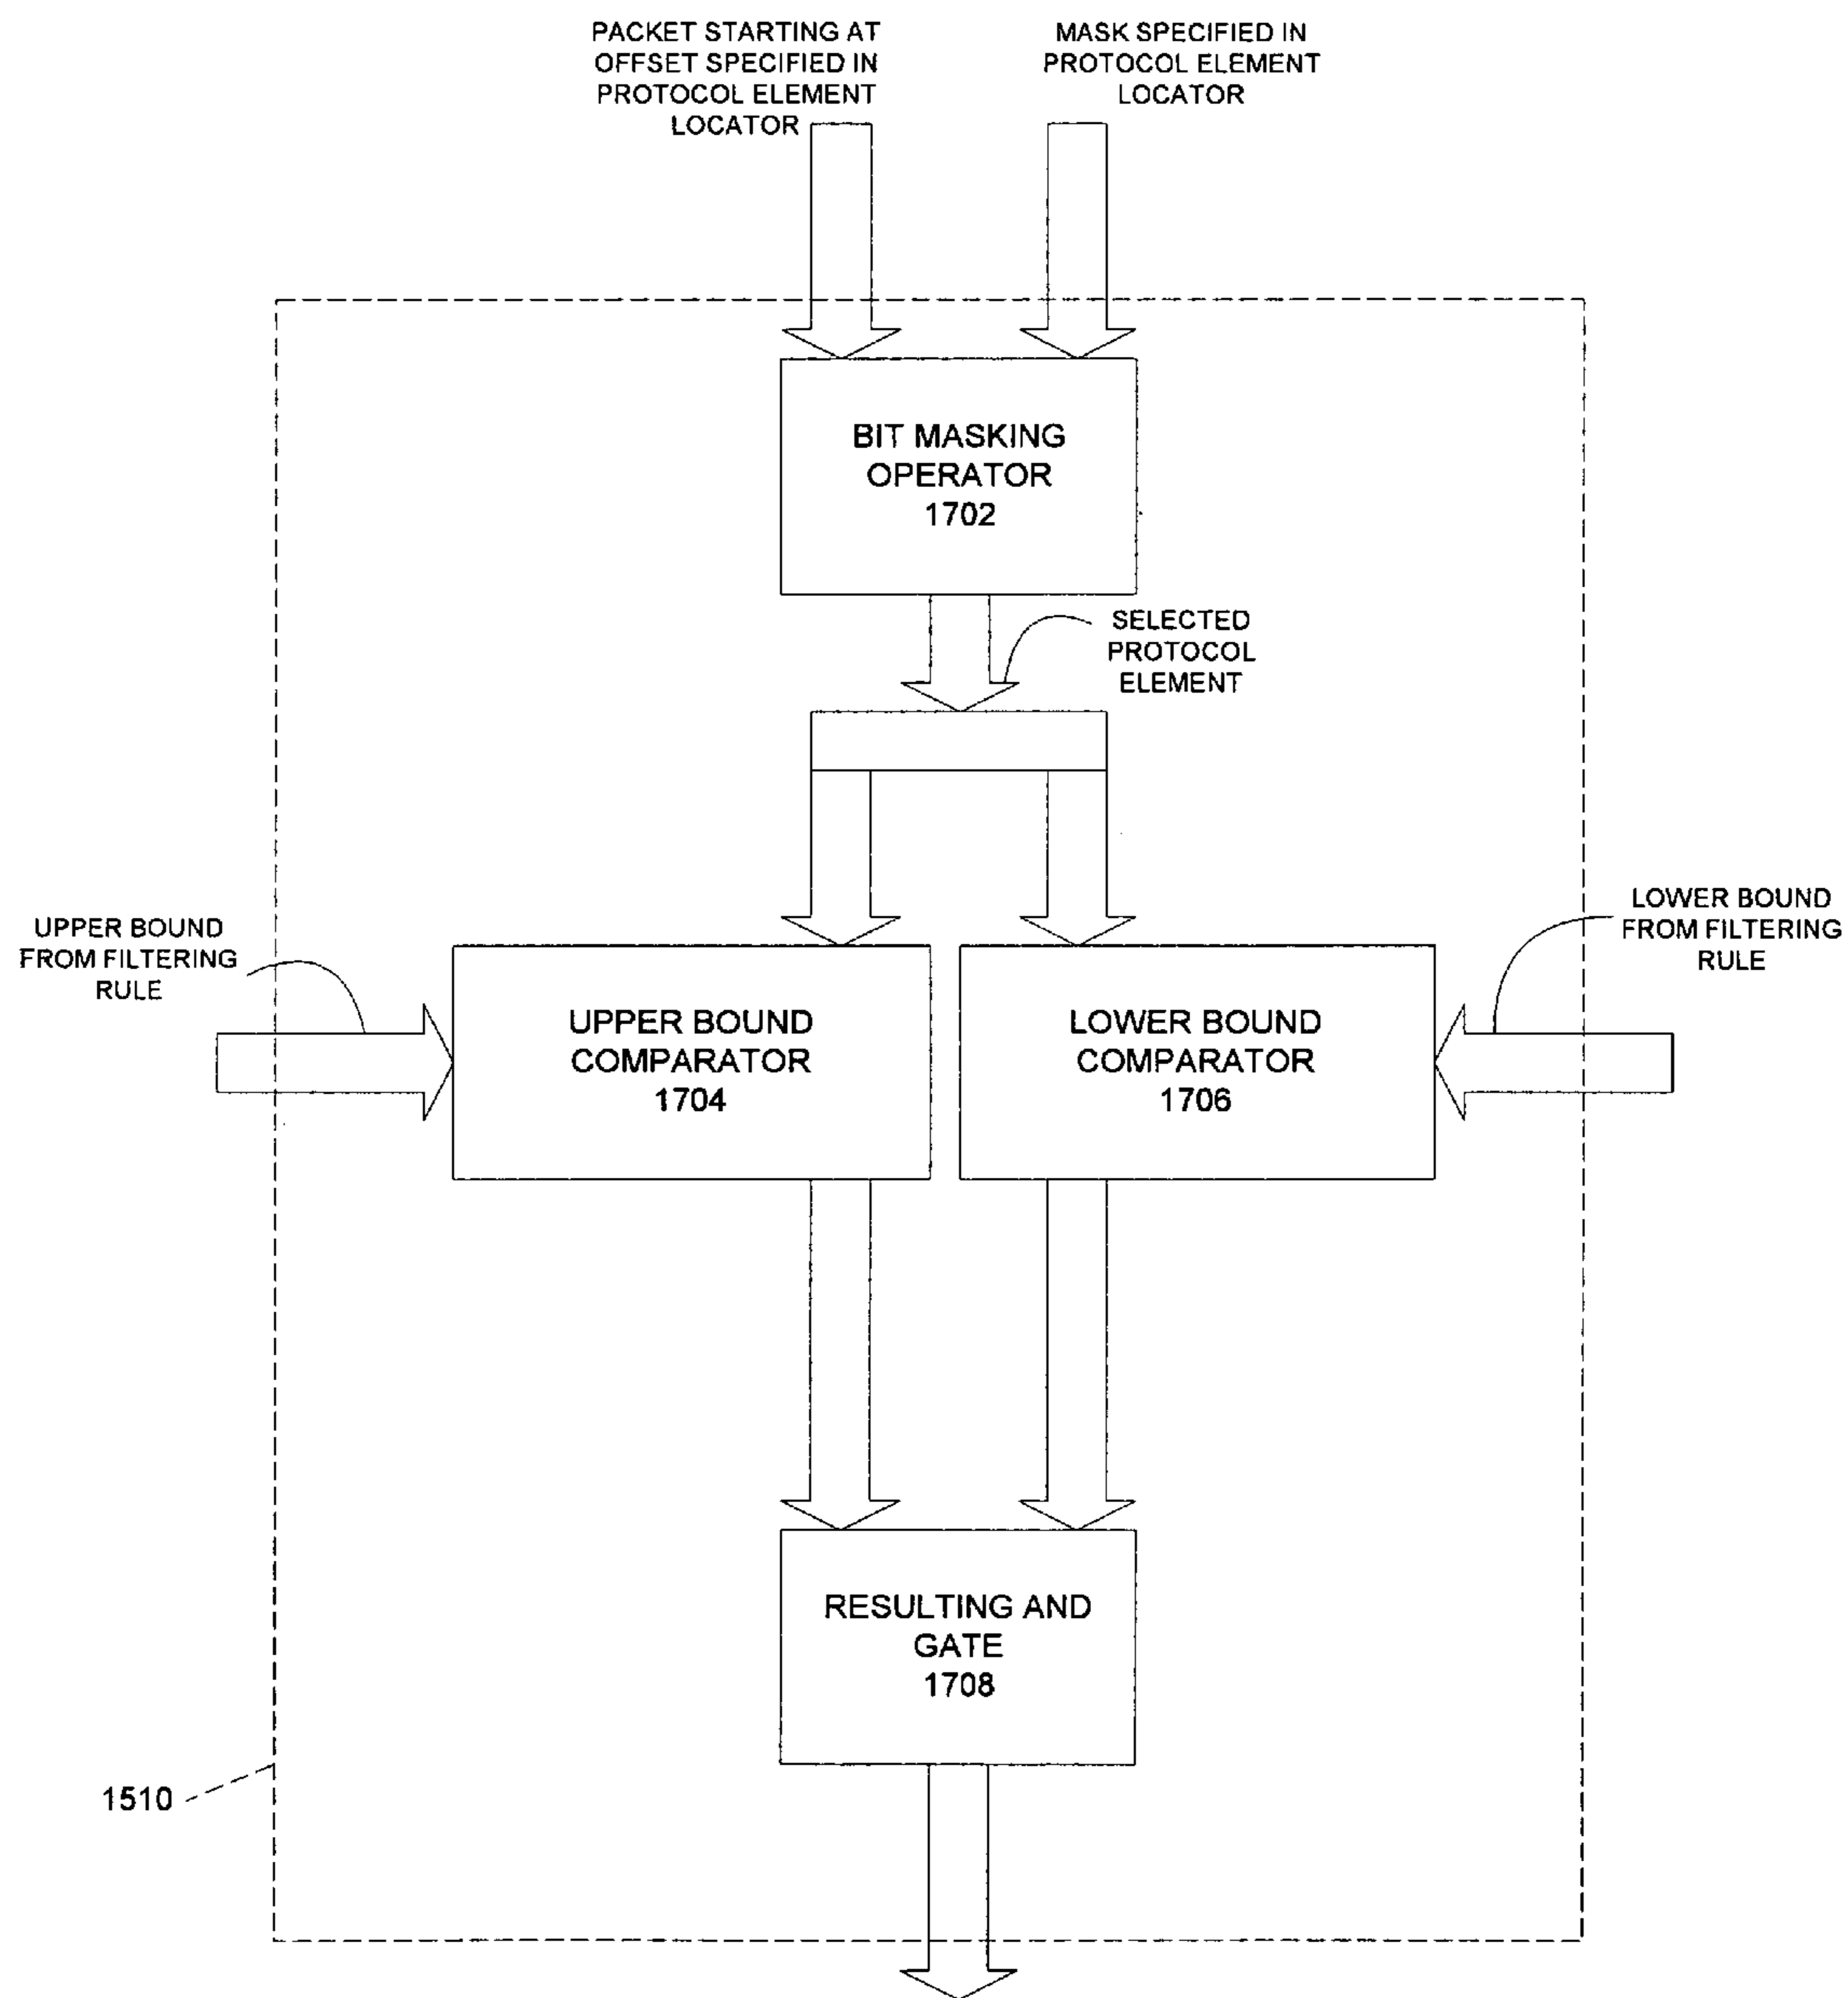 PACKET STARTING AT
OFFSET SPECIFIED IN
PROTOCOL ELEMENT
LOCATOR
MASK SPECIFIED IN
PROTOCOL ELEMENT
LOCATOR
BIT MASKING
OPERATOR
1702
SELECTED
PROTOCOL
ELEMENT
UPPER BOUND
FROM FILTERING
RULE
LOWER BOUND
FROM FILTERING
RULE
UPPER BOUND
COMPARATOR
1704
LOWER BOUND
COMPARATOR
1706
RESULTING AND
GATE
1708
1510